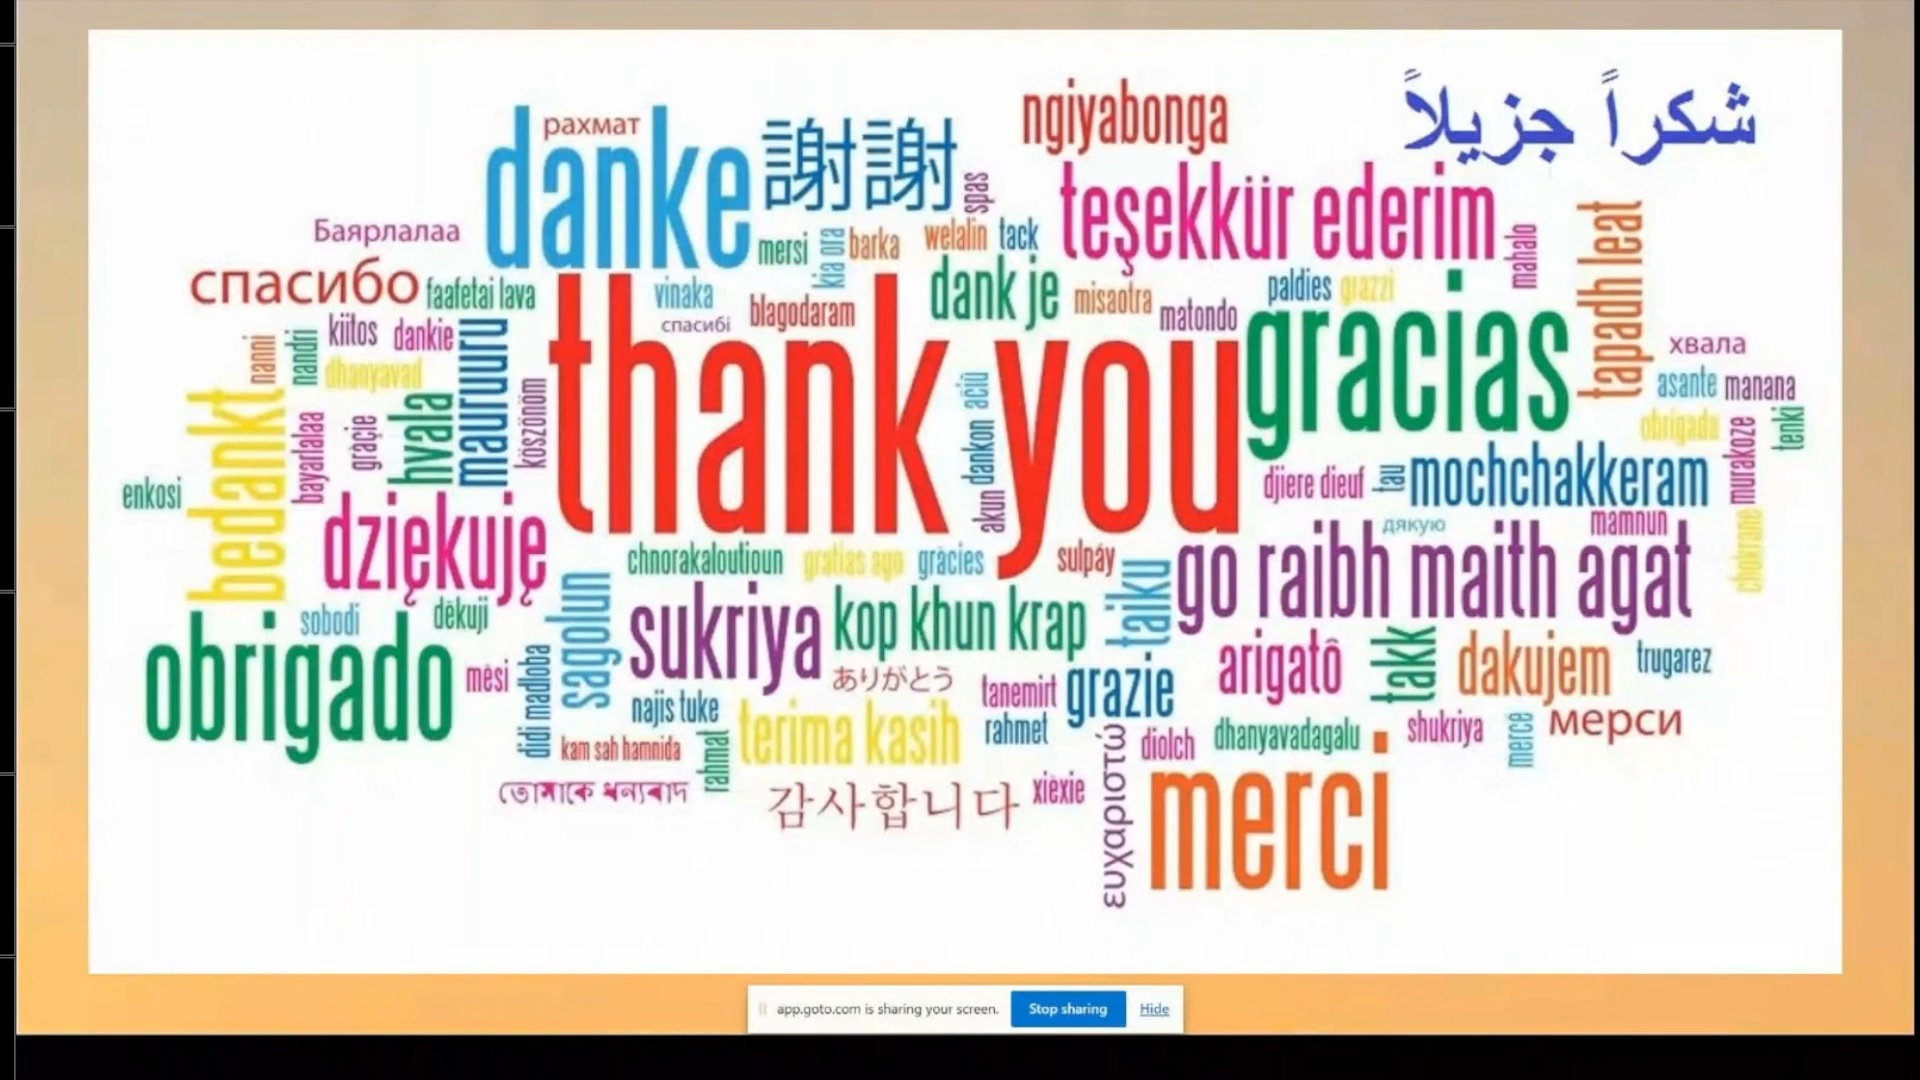 ngiyabonga
شكراً جزيلاً
рахмат
danke
謝謝
spas
teşekkür ederim
Баярлалаа
mersi
kia ora
barka
welalin
tack
mahalo
tapadh leat
спасибо
faafetai lava
vinaka
blagodaram
dank je
misaotra
matondo
paldies
grazzi
спасибі
thank you
gracias
nanni
nandri
kiitos
dankie
mauruuru
dhanyavad
хвала
asante
manana
obrigada
tenki
bedankt
bayarlalaa
gràcie
hvala
köszönöm
ačiū
dankon
akun
djiere dieuf
tau
mochchakkeram
murakoze
enkosi
dziękuję
дякую
mamnun
chokrane
chnorakaloutioun
gratias ago
gràcies
sulpáy
go raibh maith agat
sobodi
děkuji
sagolun
sukriya
kop khun krap
taiku
obrigado
mèsi
didi madloba
najis tuke
ありがとう
tanemirt
grazie
arigatô
takk
dakujem
trugarez
kam sah hamnida
rahmat
terima kasih
rahmet
diolch
dhanyavadagalu
shukriya
merce
мерси
তোমাকে ধন্যবাদ
감사합니다
xièxie
ευχαριστώ
merci
app.goto.com is sharing your screen.
Stop sharing
Hide